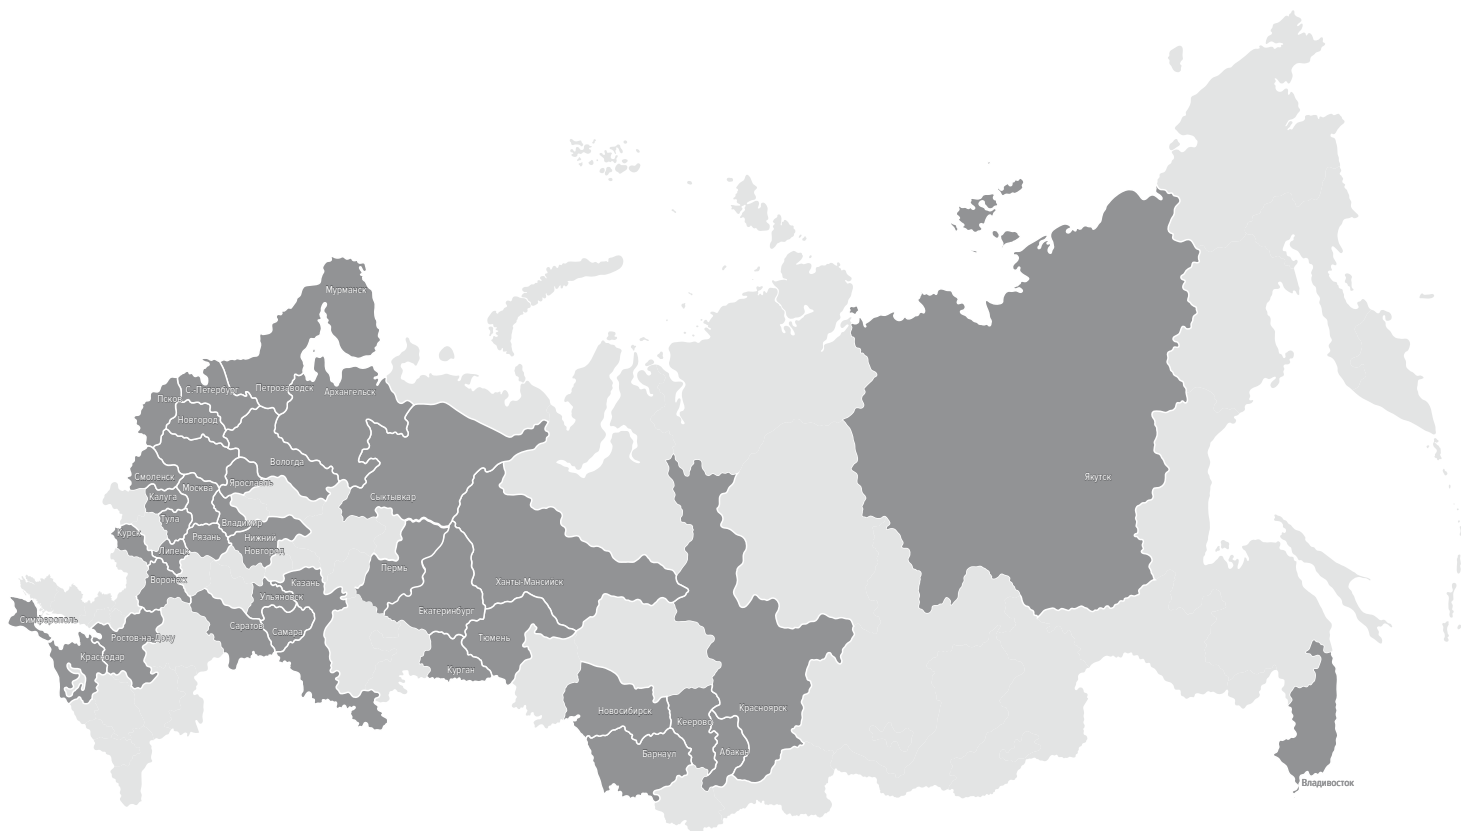 Мурманск
С.-Петербург
Петрозаводск
Архангельск
Псков
Новгород
Вологда
Смоленск
Москва
Ярославль
Калуга
Сыктывкар
Якутск
Тула
Владимир
Курск
Рязань
Нижний
Новгород
Липецк
Пермь
Воронеж
Казань
Ханты-Мансийск
Ульяновск
Екатеринбург
Симферополь
Саратов
Самара
Ростов-на-Дону
Тюмень
Краснодар
Курган
Новосибирск
Красноярск
Кеерово
Барнаул
Абакан
Владивосток